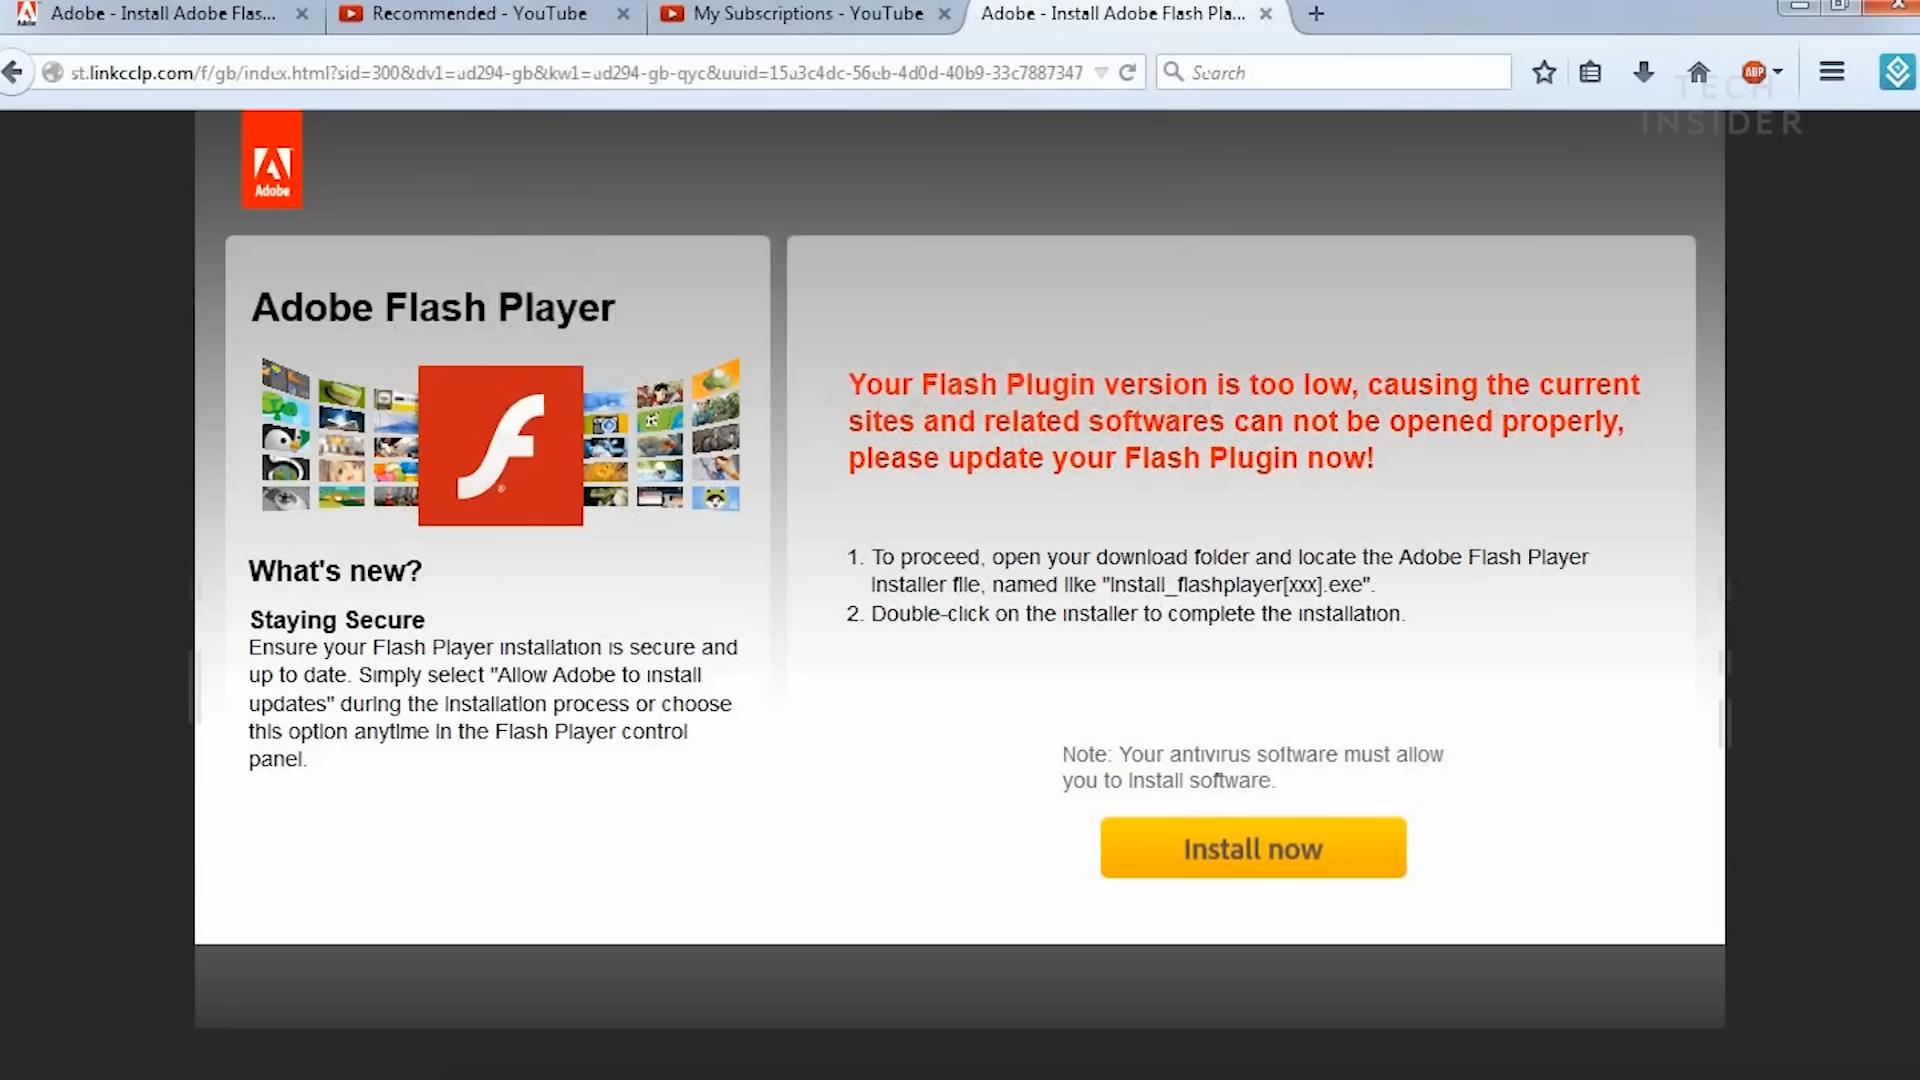 Adobe - Install Adobe Flas...
Recommended - YouTube
My Subscriptions - YouTube
Adobe - Install Adobe Flash Pla...
st.linkcclp.com/f/gb/index.html?sid=300&dv1=ad294-gb&kw1=ad294-gb-qyc&uuid=15a3c4dc-56eb-4d0d-40b9-33c7887347
Search
ABP
TECH
INSIDER
Adobe
Adobe Flash Player
What's new?
Staying Secure
Ensure your Flash Player installation is secure and
up to date. Simply select "Allow Adobe to install
updates" during the installation process or choose
this option anytime in the Flash Player control
panel.
Your Flash Plugin version is too low, causing the current
sites and related softwares can not be opened properly,
please update your Flash Plugin now!
1. To proceed, open your download folder and locate the Adobe Flash Player
installer file, named like "install_flashplayer[xxx].exe".
2. Double-click on the installer to complete the installation.
Note: Your antivirus software must allow
you to install software.
Install now